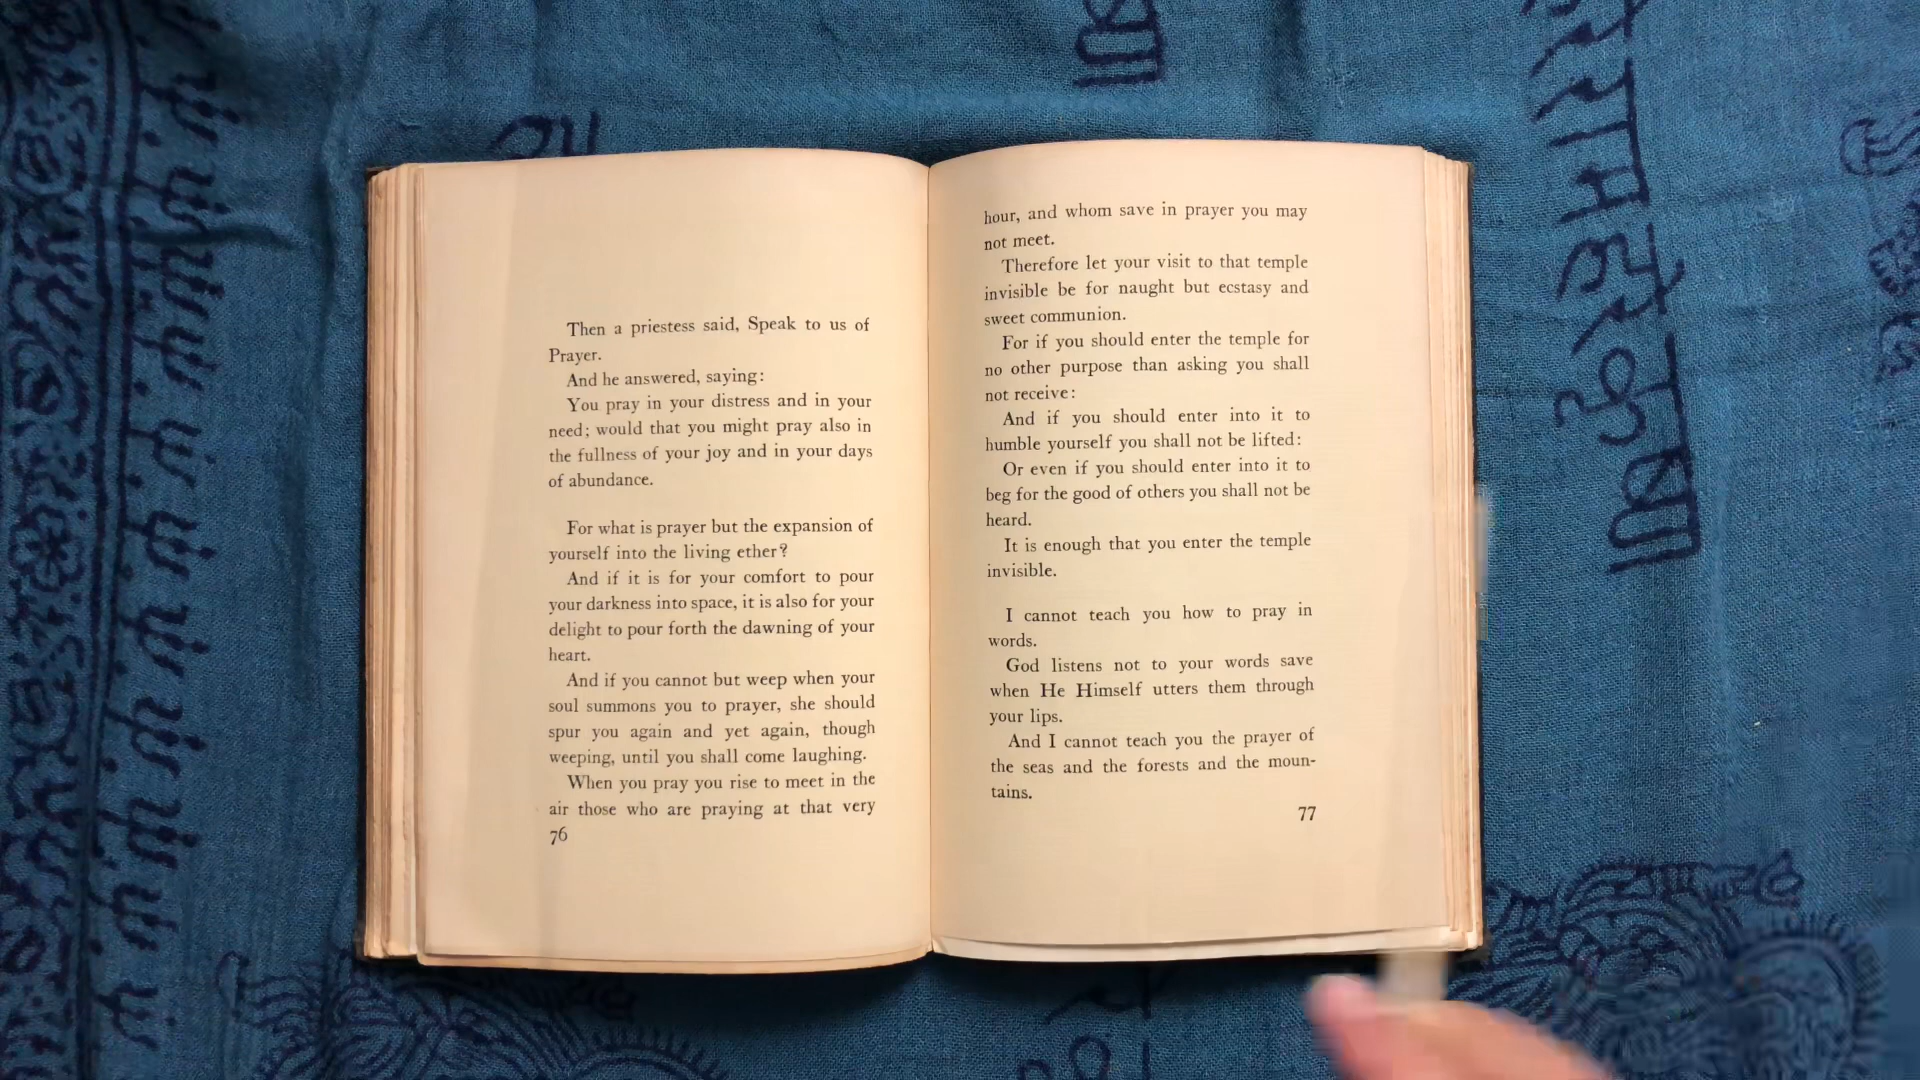 Then a priestess said, Speak to us of
Prayer.
And he answered, saying:
You pray in your distress and in your
need; would that you might pray also in
the fullness of your joy and in your days
of abundance.
For what is prayer but the expansion of
yourself into the living ether?
And if it is for your comfort to pour
your darkness into space, it is also for your
delight to pour forth the dawning of your
heart.
And if you cannot but weep when your
soul summons you to prayer, she should
spur you again and yet again, though
weeping, until you shall come laughing.
When you pray you rise to meet in the
air those who are praying at that very
76
hour, and whom save in prayer you may
not meet.
Therefore let your visit to that temple
invisible be for naught but ecstasy and
sweet communion.
For if you should enter the temple for
no other purpose than asking you shall
not receive:
And if you should enter into it to
humble yourself you shall not be lifted:
Or even if you should enter into it to
beg for the good of others you shall not be
heard.
It is enough that you enter the temple
invisible.
I cannot teach you how to pray in
words.
God listens not to your words save
when He Himself utters them through
your lips.
And I cannot teach you the prayer of
the seas and the forests and the moun-
tains.
77